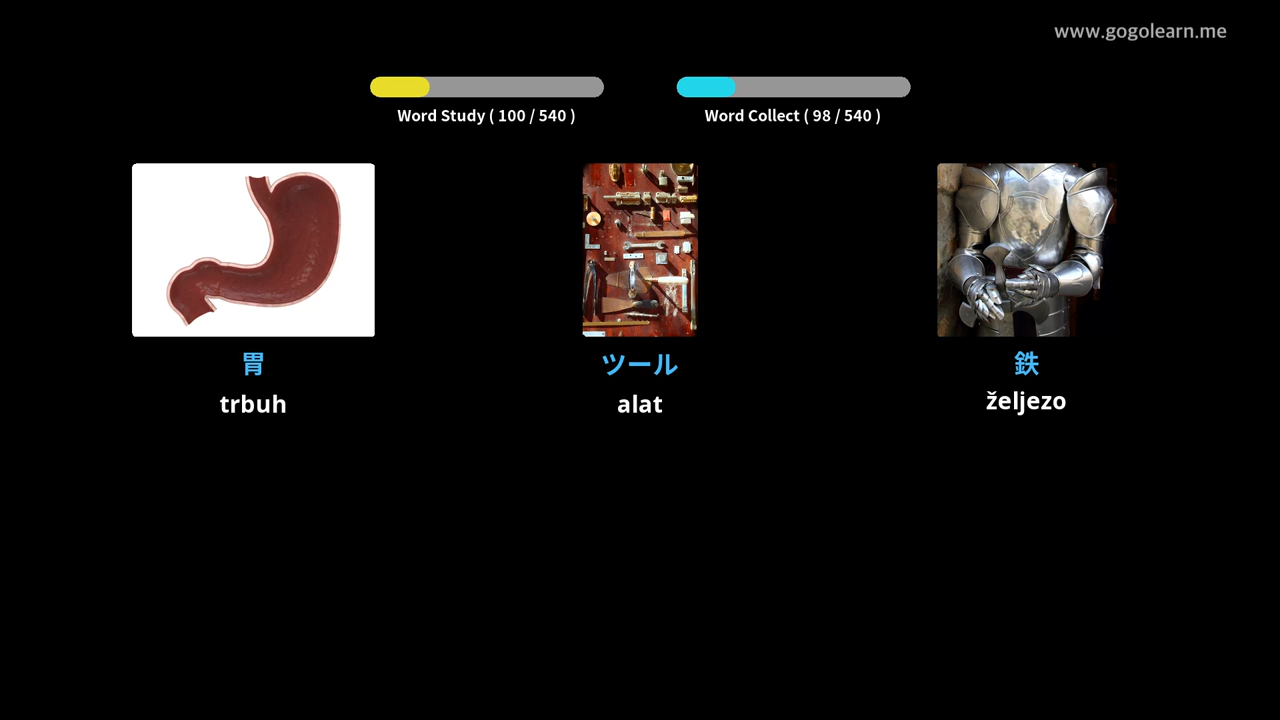 www.gogolearn.me
Word Study ( 100 / 540 )
Word Collect ( 98 / 540 )
胃
ツール
鉄
trbuh
alat
željezo